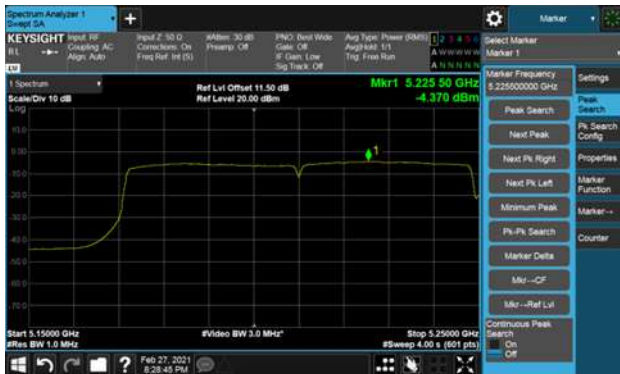 Spectrum Analyzer 1
Swept SA
+
Marker
KEYSIGHT
Input: RF
Coupling: AC
Align: Auto
Input Z: 50 Ω
Corrections: On
Freq Ref: Int (S)
#Atten: 30 dB
Preamp: Off
PNO: Best Wide
Gate: Off
IF Gain: Low
Sig Track: Off
Avg Type: Power (RMS)
Avg|Hold: 1/1
Trig: Free Run
1 2 3 4 5 6
A W W W W W
A N N N N N
Select Marker
Marker 1
RL
1 Spectrum
Scale/Div 10 dB
Log
Ref Lvl Offset 11.50 dB
Ref Level 20.00 dBm
Mkr1 5.225 50 GHz
-4.370 dBm
Marker Frequency
5.225500000 GHz
Settings
Peak Search
Peak
Search
Next Peak
Pk Search
Config
Next Pk Right
Properties
Next Pk Left
Marker
Function
Minimum Peak
Marker→
Pk-Pk Search
Counter
Marker Delta
Mkr→CF
Mkr→Ref Lvl
Continuous Peak
Search
On
Off
10.0
0.00
-10.0
-20.0
-30.0
-40.0
-50.0
-60.0
-70.0
1
Start 5.15000 GHz
#Res BW 1.0 MHz
#Video BW 3.0 MHz*
Stop 5.25000 GHz
#Sweep 4.00 s (601 pts)
?
Feb 27, 2021
8:28:45 PM